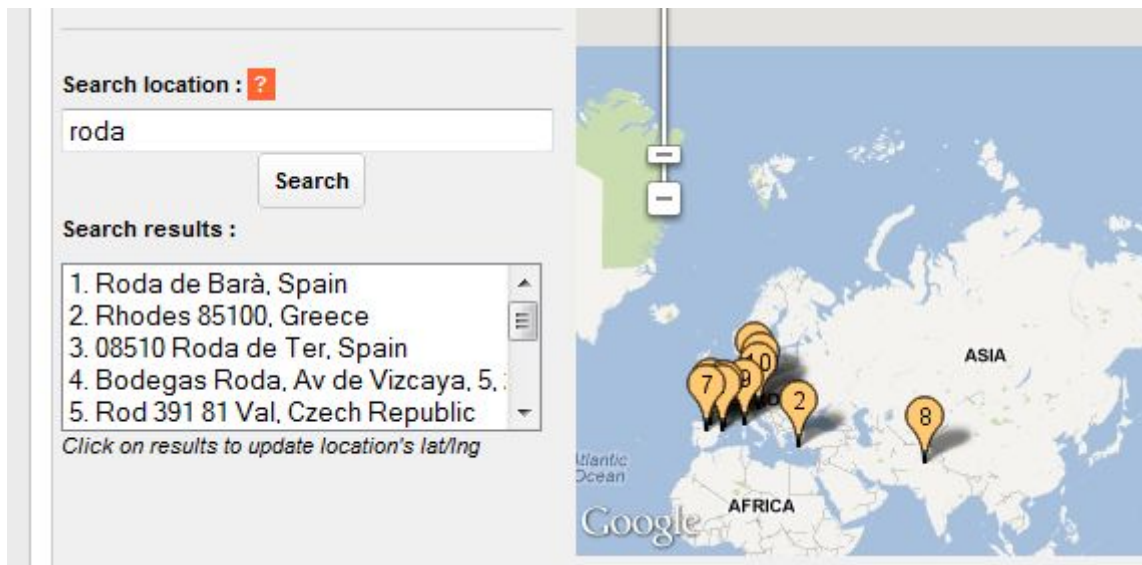 Search location : ?
roda
Search
Search results :
1. Roda de Barà, Spain
2. Rhodes 85100, Greece
3. 08510 Roda de Ter, Spain
4. Bodegas Roda, Av de Vizcaya, 5,
5. Rod 391 81 Val, Czech Republic
Click on results to update location's lat/lng
ASIA
10
7
9
2
8
Atlantic
Ocean
AFRICA
Google